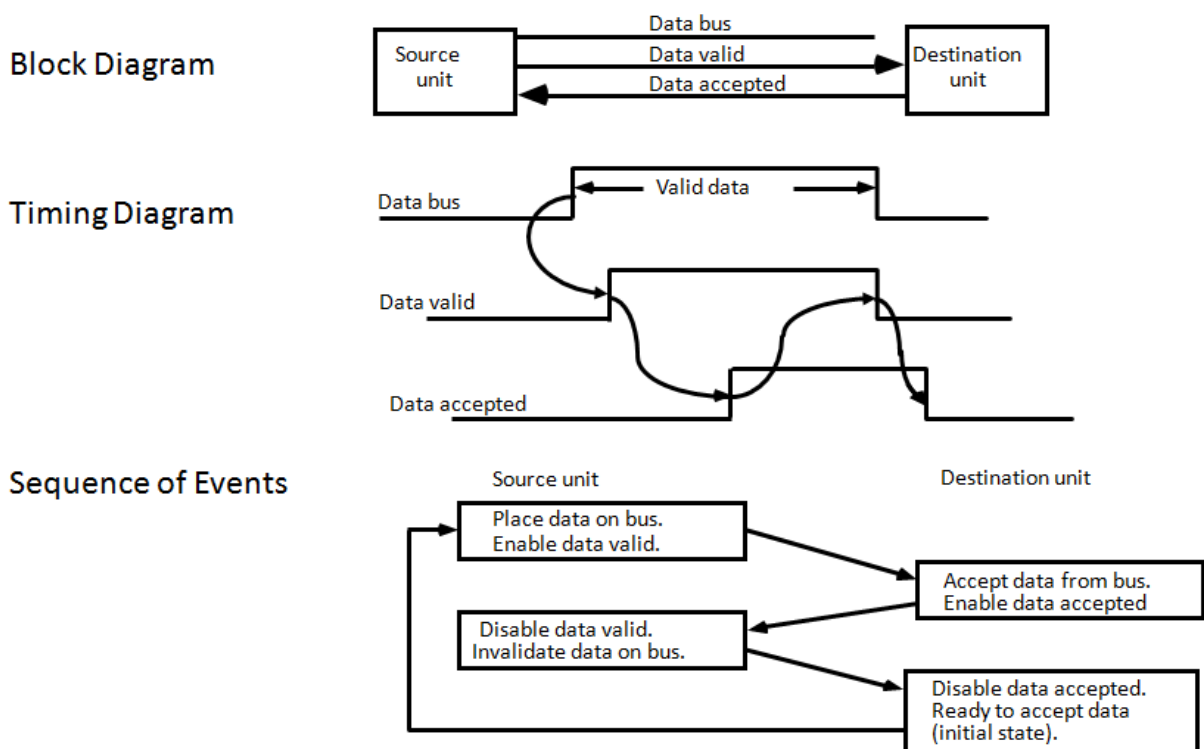 Block Diagram
Source
unit
Data bus
Data valid
Data accepted
Destination
unit
Timing Diagram
Data bus
Valid data
Data valid
Data accepted
Sequence of Events
Source unit
Destination unit
Place data on bus.
Enable data valid.
Accept data from bus.
Enable data accepted
Disable data valid.
Invalidate data on bus.
Disable data accepted.
Ready to accept data
(initial state).